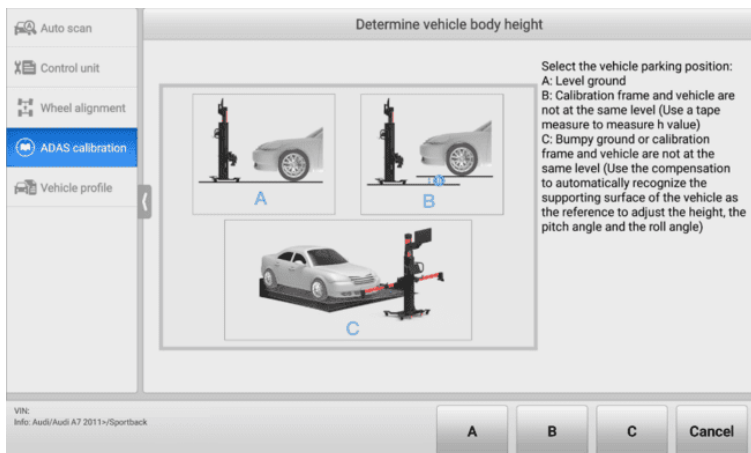 Auto scan
Determine vehicle body height
Control unit
Wheel alignment
ADAS calibration
Vehicle profile
Select the vehicle parking position:
A: Level ground
B: Calibration frame and vehicle are
not at the same level (Use a tape
measure to measure h value)
C: Bumpy ground or calibration
frame and vehicle are not at the
same level (Use the compensation
to automatically recognize the
supporting surface of the vehicle as
the reference to adjust the height, the
pitch angle and the roll angle)
A
B
C
VIN:
Info: Audi/Audi A7 2011>/Sportback
A
B
C
Cancel